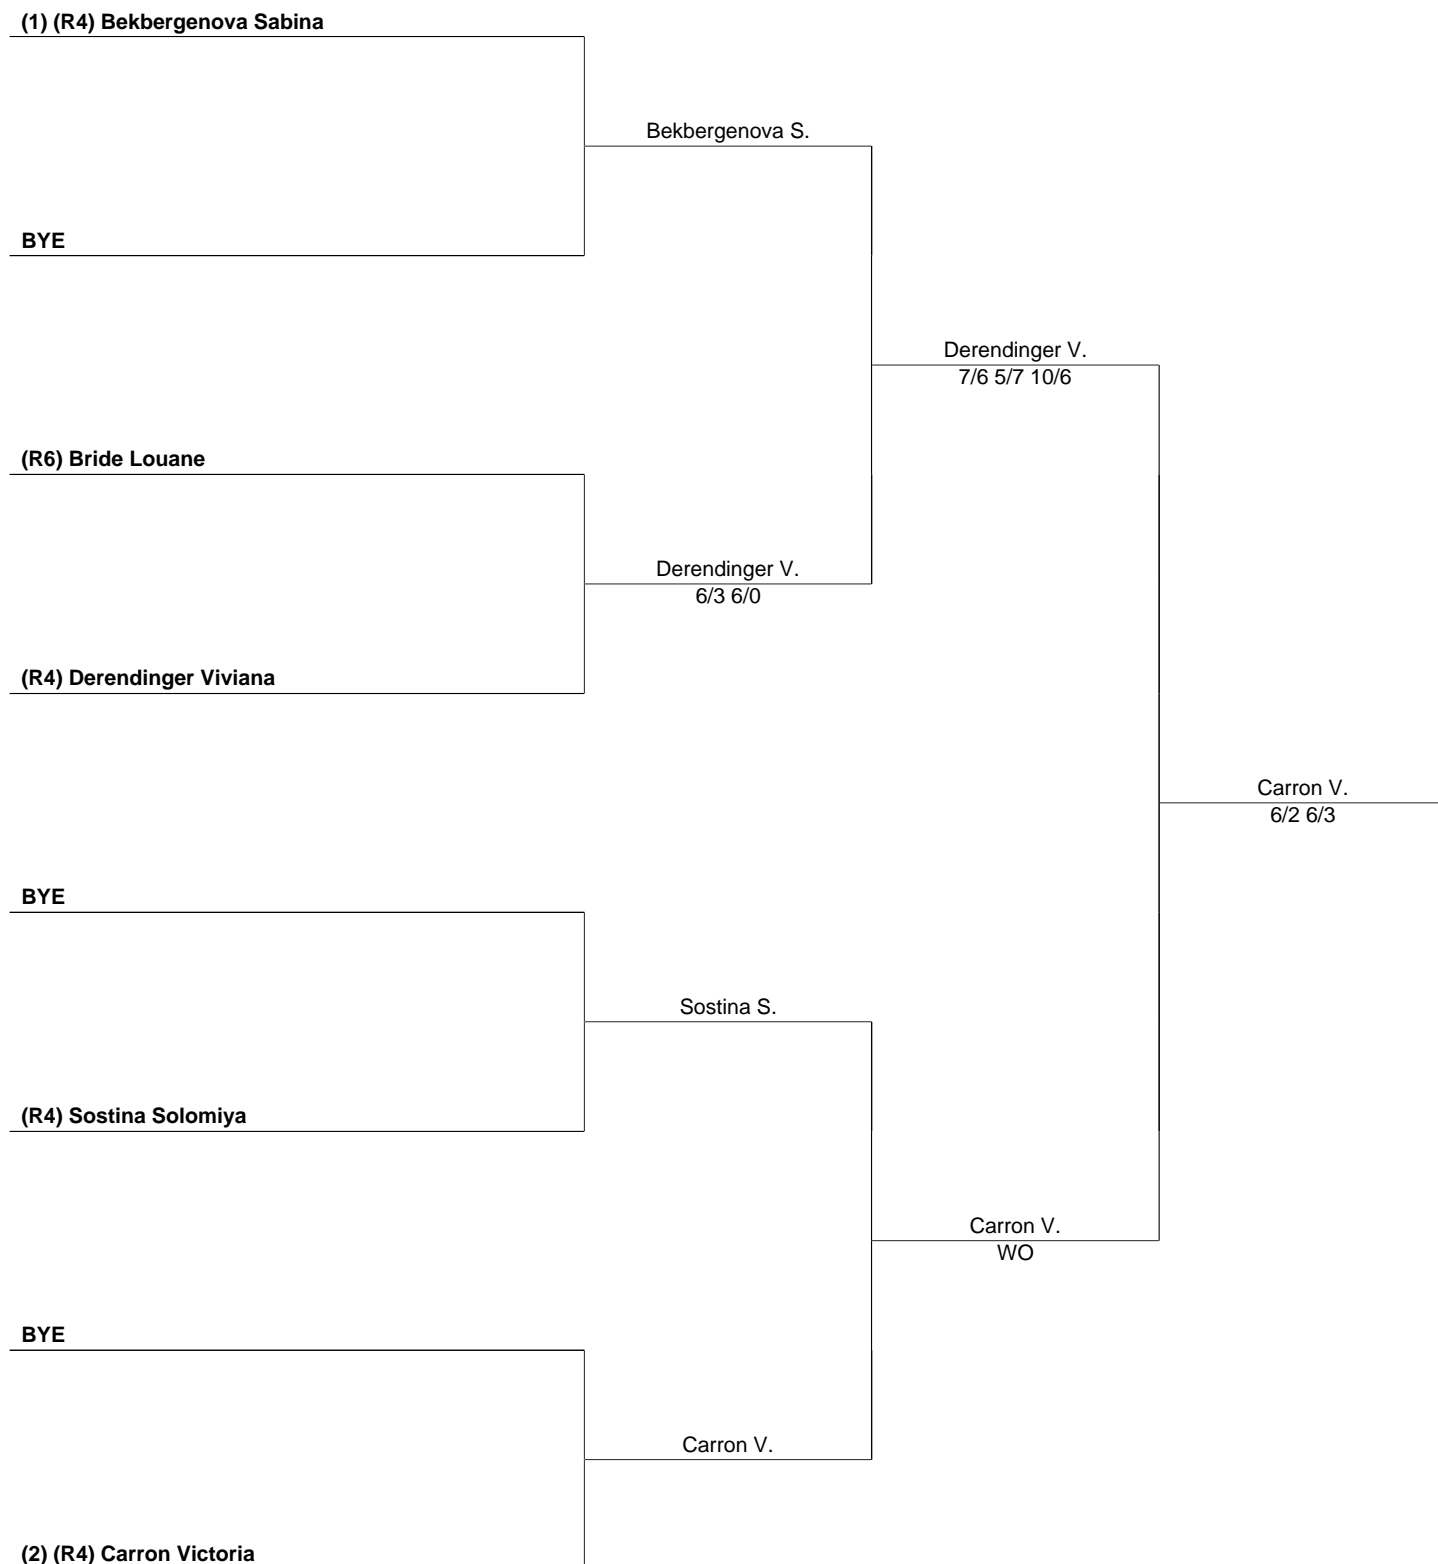 (1) (R4) Bekbergenova Sabina
Bekbergenova S.
BYE
Derendinger V.
7/6 5/7 10/6
(R6) Bride Louane
Derendinger V.
6/3 6/0
(R4) Derendinger Viviana
Carron V.
6/2 6/3
BYE
Sostina S.
(R4) Sostina Solomiya
Carron V.
WO
BYE
Carron V.
(2) (R4) Carron Victoria